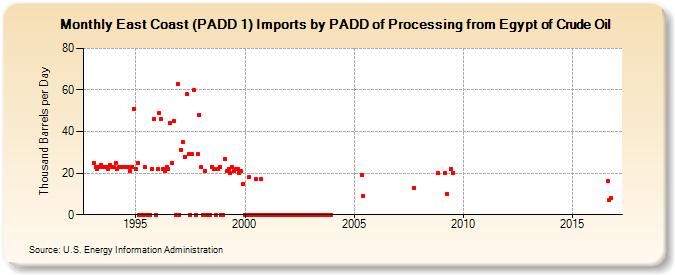 Monthly East Coast (PADD 1) Imports by PADD of Processing from Egypt of Crude Oil
Thousand Barrels per Day
80
60
40
20
0
1995 2000 2005 2010 2015
Source: U.S. Energy Information Administration